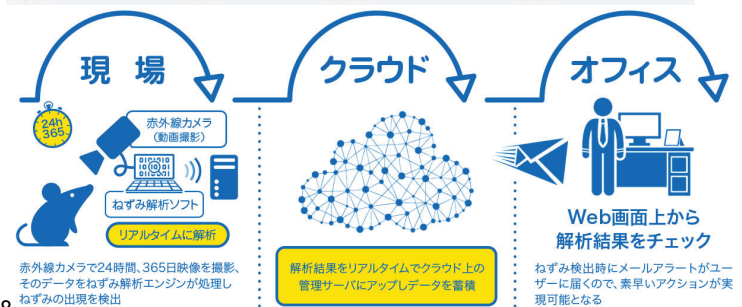 現場
クラウド
オフィス
24h
365
赤外線カメラ
(動画撮影)
ねずみ解析ソフト
リアルタイムに解析
赤外線カメラで24時間、365日映像を撮影、
そのデータをねずみ解析エンジンが処理し
ねずみの出現を検出
解析結果をリアルタイムでクラウド上の
管理サーバにアップしデータを蓄積
Web画面上から
解析結果をチェック
ねずみ検出時にメールアラートがユー
ザーに届くので、素早いアクションが実
現可能となる